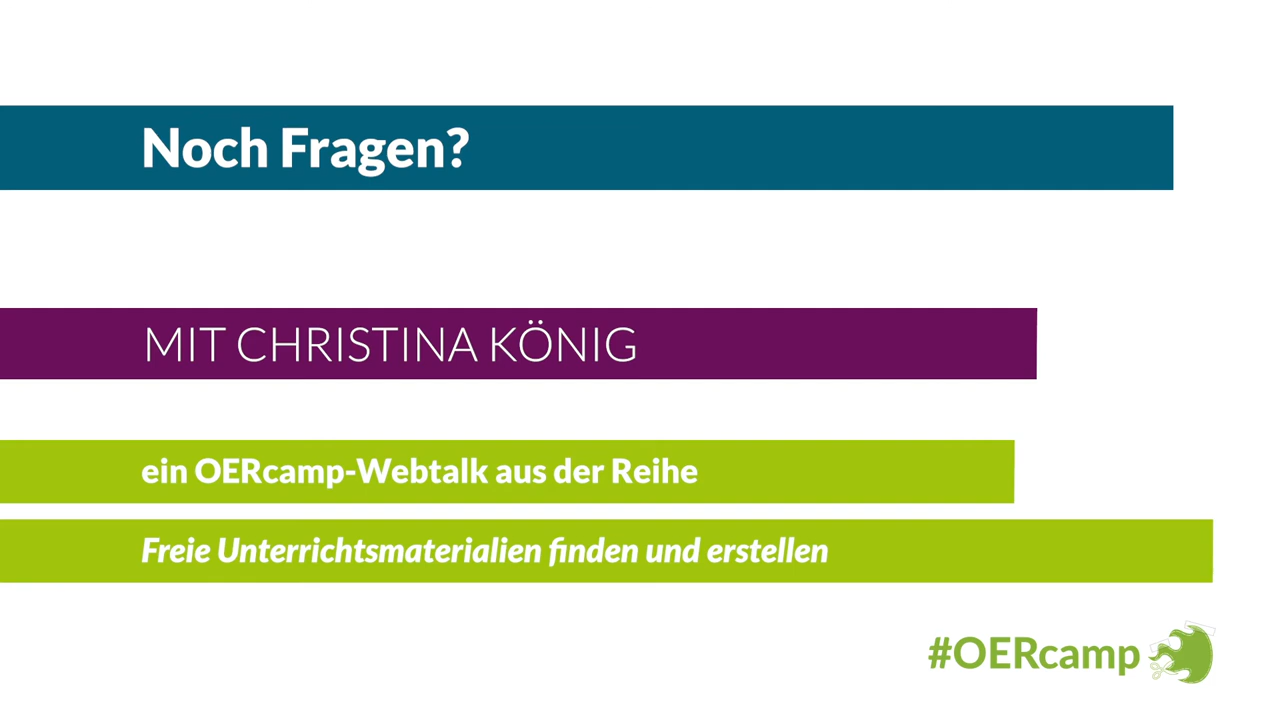 Noch Fragen?
MIT CHRISTINA KÖNIG
ein OERcamp-Webtalk aus der Reihe
Freie Unterrichtsmaterialien finden und erstellen
#OERcamp